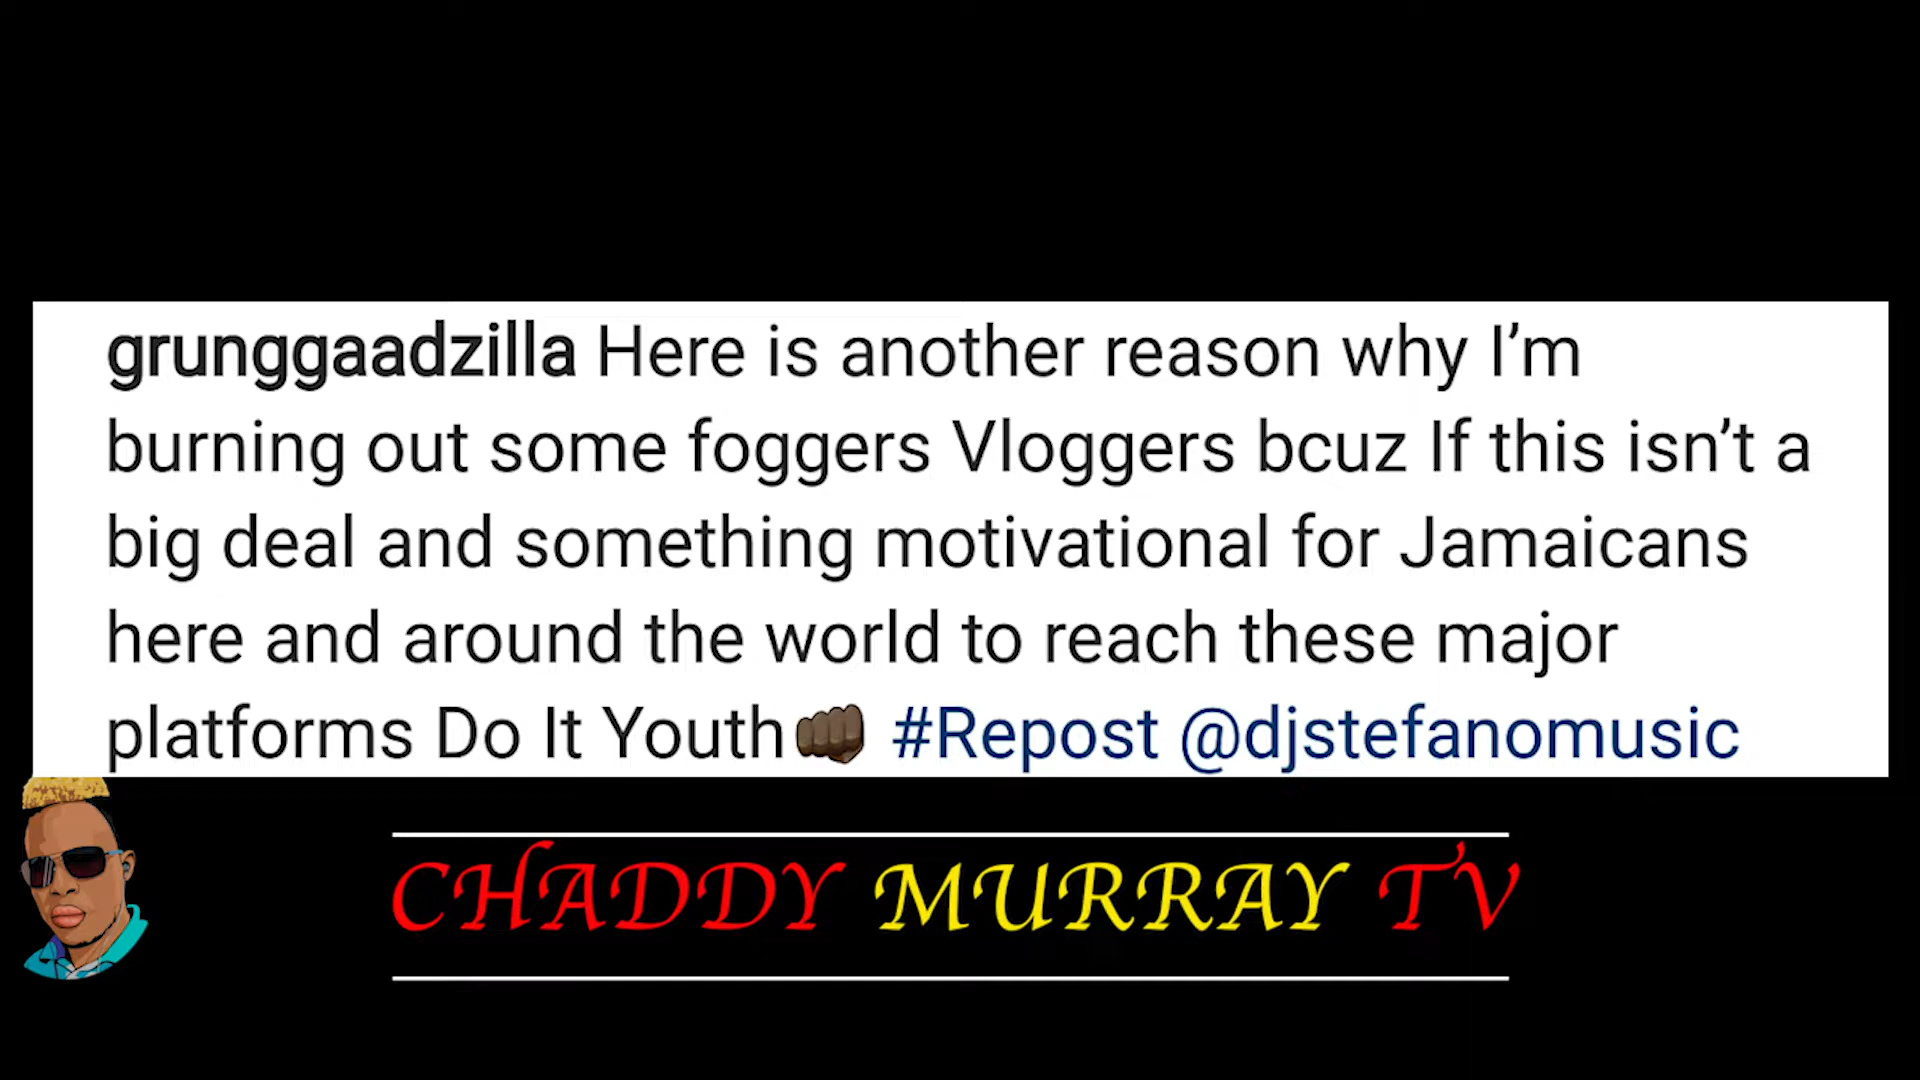 grunggaadzilla Here is another reason why I’m
burning out some foggers Vloggers bcuz If this isn’t a
big deal and something motivational for Jamaicans
here and around the world to reach these major
platforms Do It Youth👊🏿 #Repost @djstefanomusic
CHADDY MURRAY TV